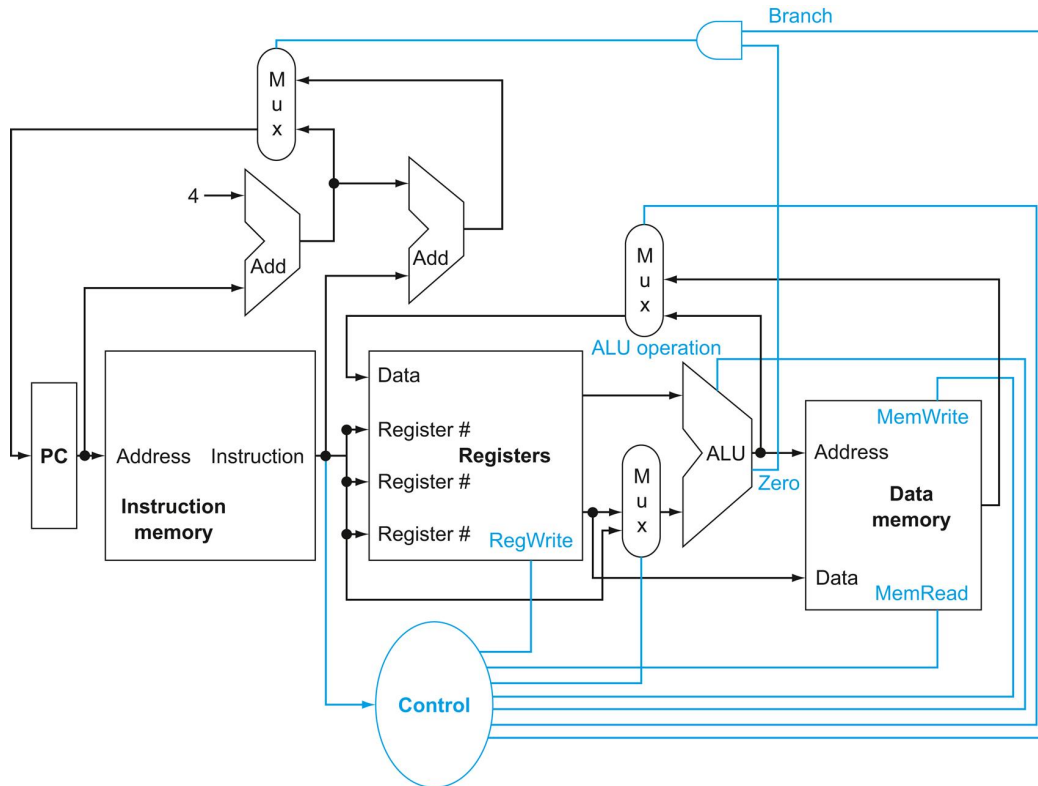 Branch
M
u
x
4
Add
Add
M
u
x
ALU operation
Data
Register #
Register #
Register #
Registers
RegWrite
PC
Address
Instruction
Instruction
memory
M
u
x
ALU
Zero
MemWrite
Address
Data
memory
Data
MemRead
Control